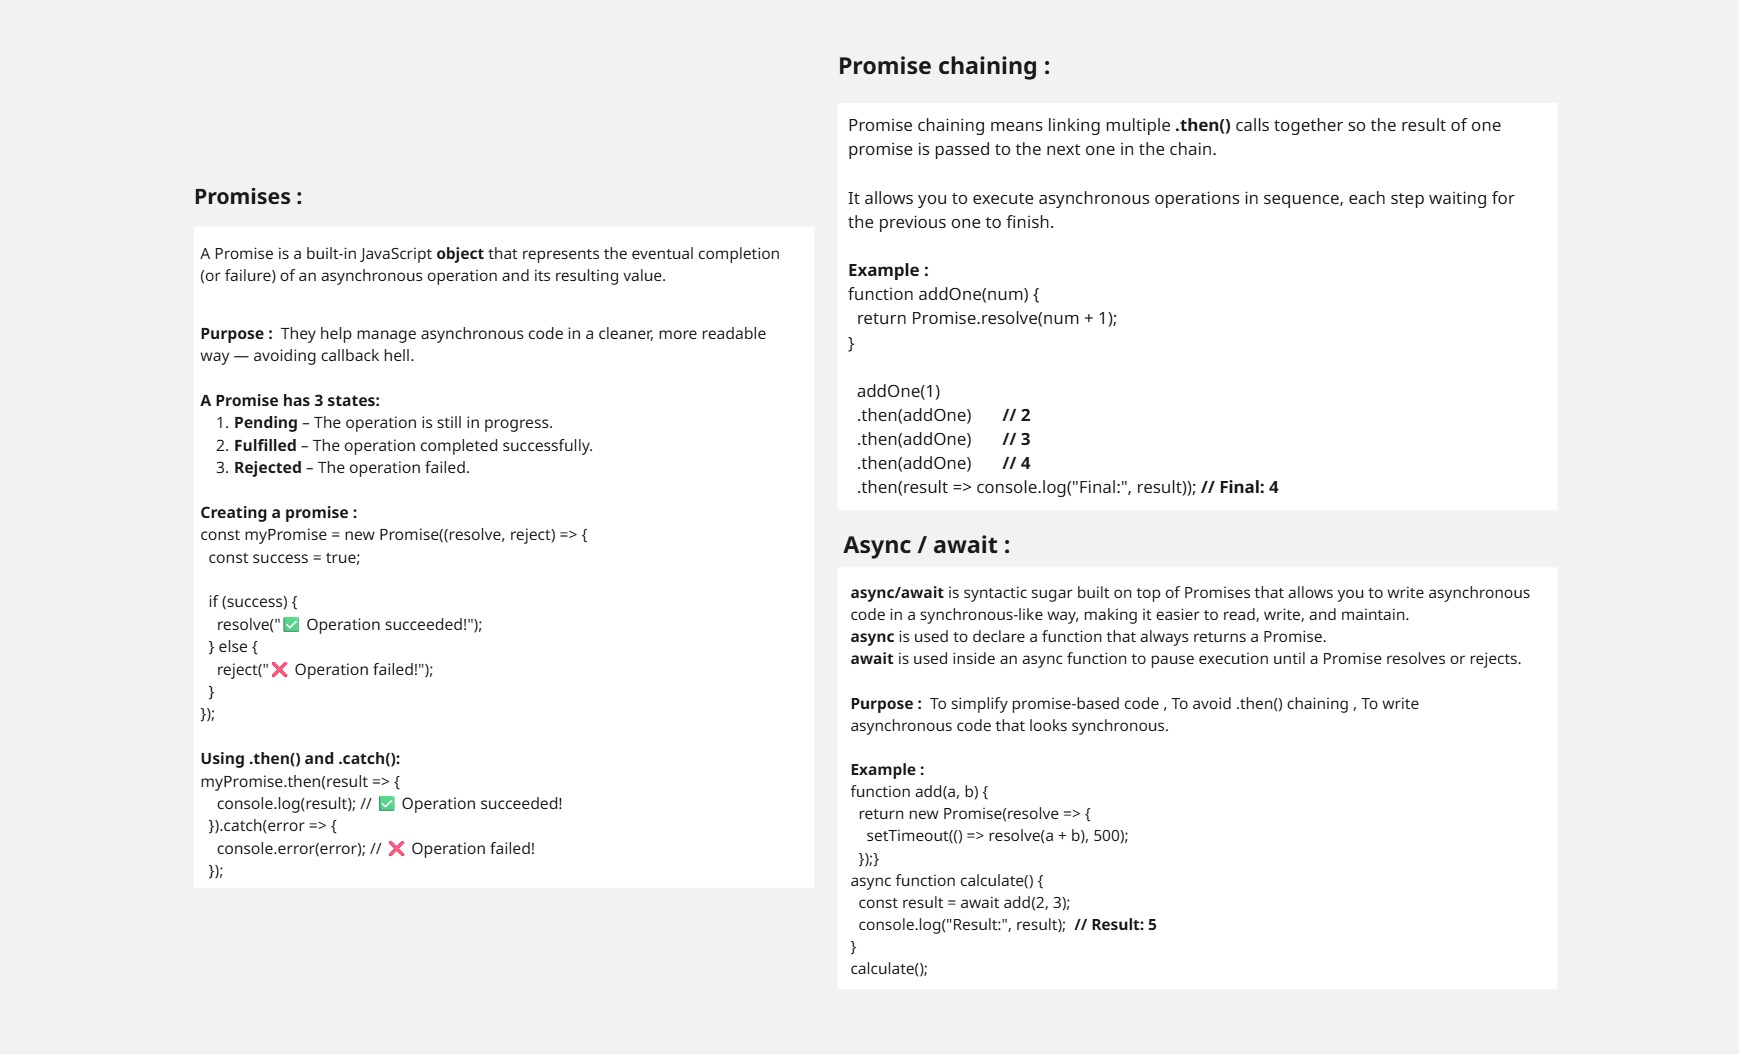 Promises :
A Promise is a built-in JavaScript object that represents the eventual completion
(or failure) of an asynchronous operation and its resulting value.
Purpose :  They help manage asynchronous code in a cleaner, more readable
way — avoiding callback hell.
A Promise has 3 states:
1. Pending – The operation is still in progress.
2. Fulfilled – The operation completed successfully.
3. Rejected – The operation failed.
Creating a promise :
const myPromise = new Promise((resolve, reject) => {
  const success = true;
  if (success) {
    resolve("✅ Operation succeeded!");
  } else {
    reject("❌ Operation failed!");
  }
});
Using .then() and .catch():
myPromise.then(result => {
    console.log(result); // ✅ Operation succeeded!
  }).catch(error => {
    console.error(error); // ❌ Operation failed!
  });
Promise chaining :
Promise chaining means linking multiple .then() calls together so the result of one
promise is passed to the next one in the chain.
It allows you to execute asynchronous operations in sequence, each step waiting for
the previous one to finish.
Example :
function addOne(num) {
  return Promise.resolve(num + 1);
}
  addOne(1)
  .then(addOne)       // 2
  .then(addOne)       // 3
  .then(addOne)       // 4
  .then(result => console.log("Final:", result)); // Final: 4
Async / await :
async/await is syntactic sugar built on top of Promises that allows you to write asynchronous
code in a synchronous-like way, making it easier to read, write, and maintain.
async is used to declare a function that always returns a Promise.
await is used inside an async function to pause execution until a Promise resolves or rejects.
Purpose :  To simplify promise-based code , To avoid .then() chaining , To write
asynchronous code that looks synchronous.
Example :
function add(a, b) {
  return new Promise(resolve => {
    setTimeout(() => resolve(a + b), 500);
  });}
async function calculate() {
  const result = await add(2, 3);
  console.log("Result:", result);  // Result: 5
}
calculate();